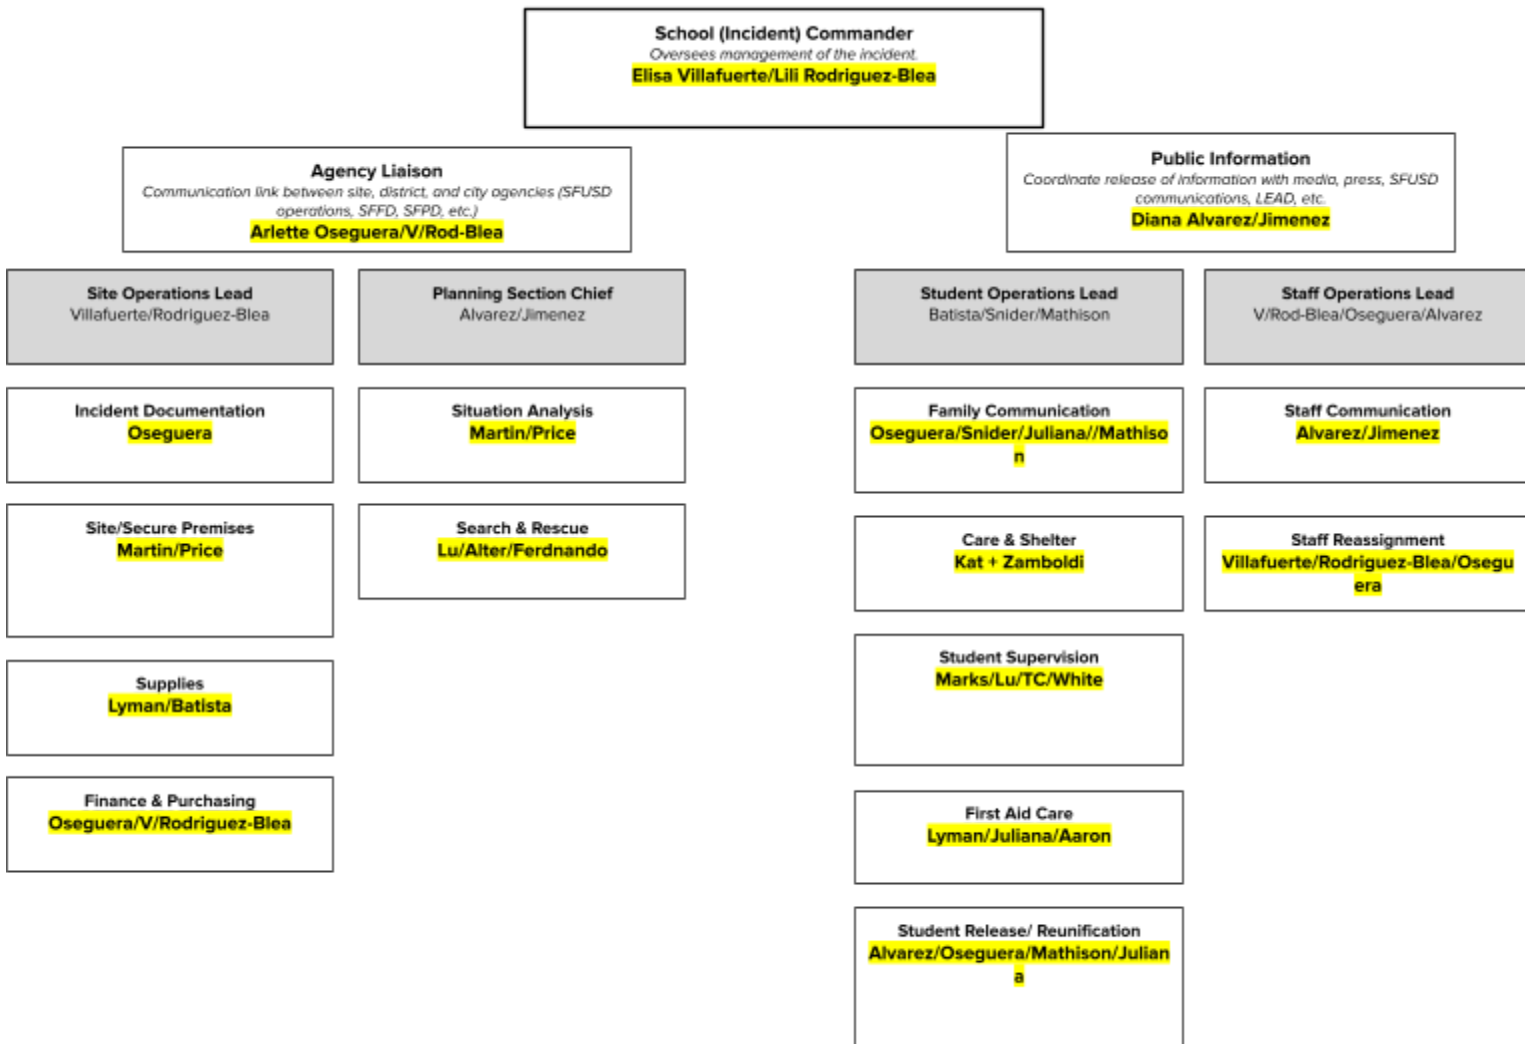 School (Incident) Commander
Oversees management of the incident.
Elisa Villafuerte/Lili Rodriguez-Blea
Agency Liaison
Communication link between site, district, and city agencies (SFUSD
operations, SFFD, SFPD, etc.)
Arlette Oseguera/V/Rod-Blea
Public Information
Coordinate release of information with media, press, SFUSD
communications, LEAD, etc.
Diana Alvarez/Jimenez
Site Operations Lead
Villafuerte/Rodriguez-Blea
Planning Section Chief
Alvarez/Jimenez
Student Operations Lead
Batista/Snider/Mathison
Staff Operations Lead
V/Rod-Blea/Oseguera/Alvarez
Incident Documentation
Oseguera
Situation Analysis
Martin/Price
Family Communication
Oseguera/Snider/Juliana//Mathiso
n
Staff Communication
Alvarez/Jimenez
Site/Secure Premises
Martin/Price
Search & Rescue
Lu/Alter/Ferdnando
Care & Shelter
Kat + Zamboldi
Staff Reassignment
Villafuerte/Rodriguez-Blea/Osegu
era
Supplies
Lyman/Batista
Student Supervision
Marks/Lu/TC/White
Finance & Purchasing
Oseguera/V/Rodriguez-Blea
First Aid Care
Lyman/Juliana/Aaron
Student Release/ Reunification
Alvarez/Oseguera/Mathison/Julian
a